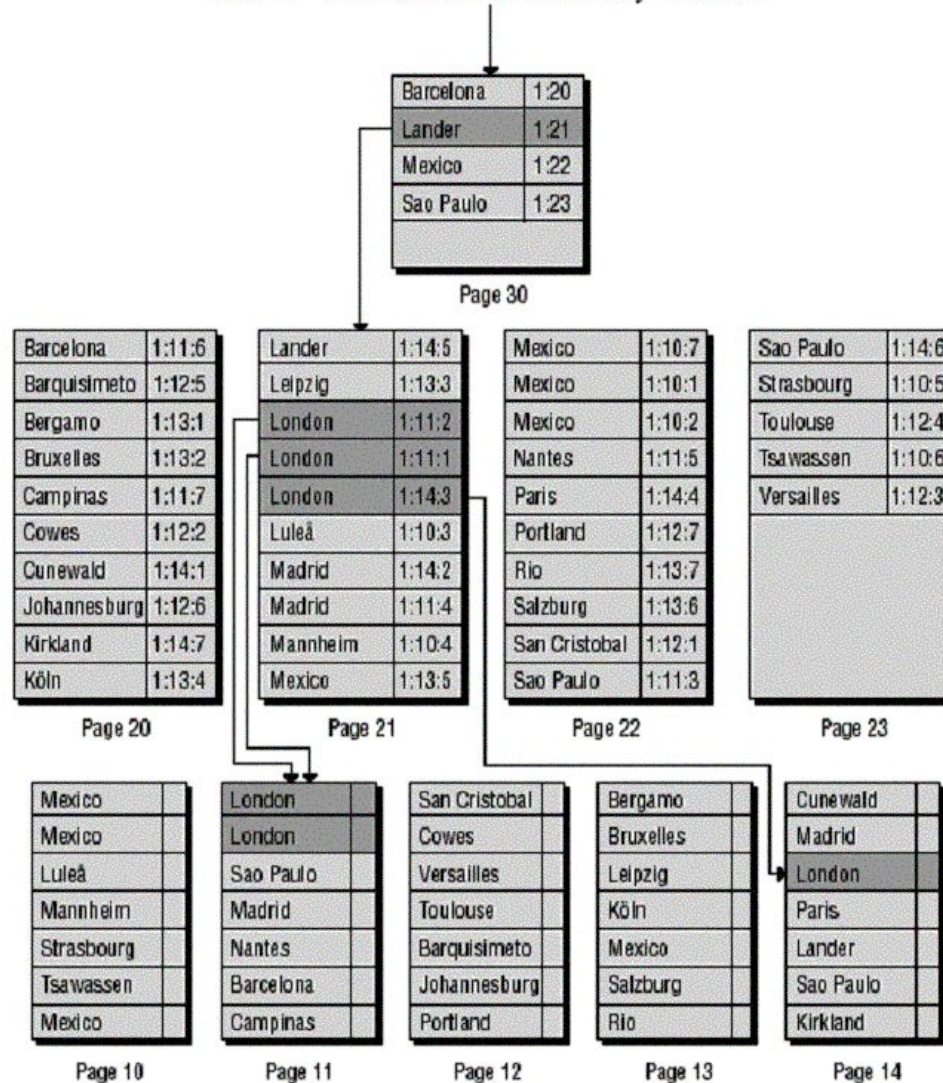 Barcelona 1:20
Lander 1:21
Mexico 1:22
Sao Paulo 1:23
Page 30
Barcelona 1:11:6
Barquisimeto 1:12:5
Bergamo 1:13:1
Bruxelles 1:13:2
Campinas 1:11:7
Cowes 1:12:2
Cunewald 1:14:1
Johannesburg 1:12:6
Kirkland 1:14:7
Köln 1:13:4
Page 20
Lander 1:14:5
Leipzig 1:13:3
London 1:11:2
London 1:11:1
London 1:14:3
Luleå 1:10:3
Madrid 1:14:2
Madrid 1:11:4
Mannheim 1:10:4
Mexico 1:13:5
Page 21
Mexico 1:10:7
Mexico 1:10:1
Mexico 1:10:2
Nantes 1:11:5
Paris 1:14:4
Portland 1:12:7
Rio 1:13:7
Salzburg 1:13:6
San Cristobal 1:12:1
Sao Paulo 1:11:3
Page 22
Sao Paulo 1:14:6
Strasbourg 1:10:5
Toulouse 1:12:4
Tsawassen 1:10:6
Versailles 1:12:3
Page 23
Mexico
Mexico
Luleå
Mannheim
Strasbourg
Tsawassen
Mexico
Page 10
London
London
Sao Paulo
Madrid
Nantes
Barcelona
Campinas
Page 11
San Cristobal
Cowes
Versailles
Toulouse
Barquisimeto
Johannesburg
Portland
Page 12
Bergamo
Bruxelles
Leipzig
Köln
Mexico
Salzburg
Rio
Page 13
Cunewald
Madrid
London
Paris
Lander
Sao Paulo
Kirkland
Page 14